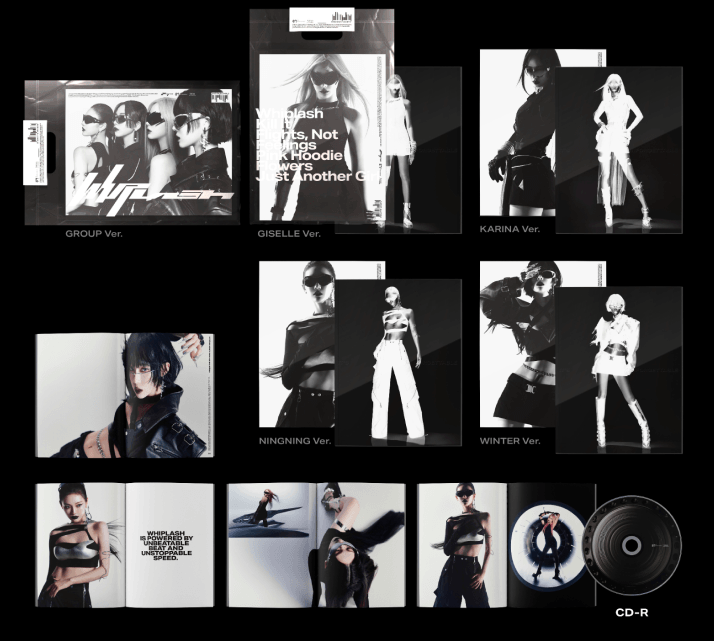 Whiplash
Kill It
Flights, Not
Feelings
Pink Hoodie
Flowers
Just Another Girl
Whiplash
GROUP Ver.
GISELLE Ver.
KARINA Ver.
NINGNING Ver.
WINTER Ver.
WHIPLASH
IS POWERED BY
UNBEATABLE
BEAT AND
UNSTOPPABLE
SPEED.
CD-R